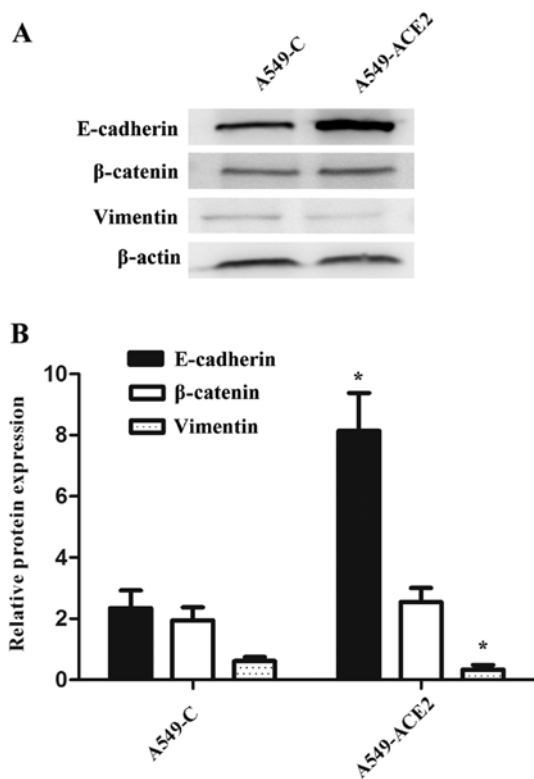 A
A549-C
A549-ACE2
E-cadherin
β-catenin
Vimentin
β-actin
B
E-cadherin
β-catenin
Vimentin
Relative protein expression
10
8
6
4
2
0
*
*
A549-C
A549-ACE2